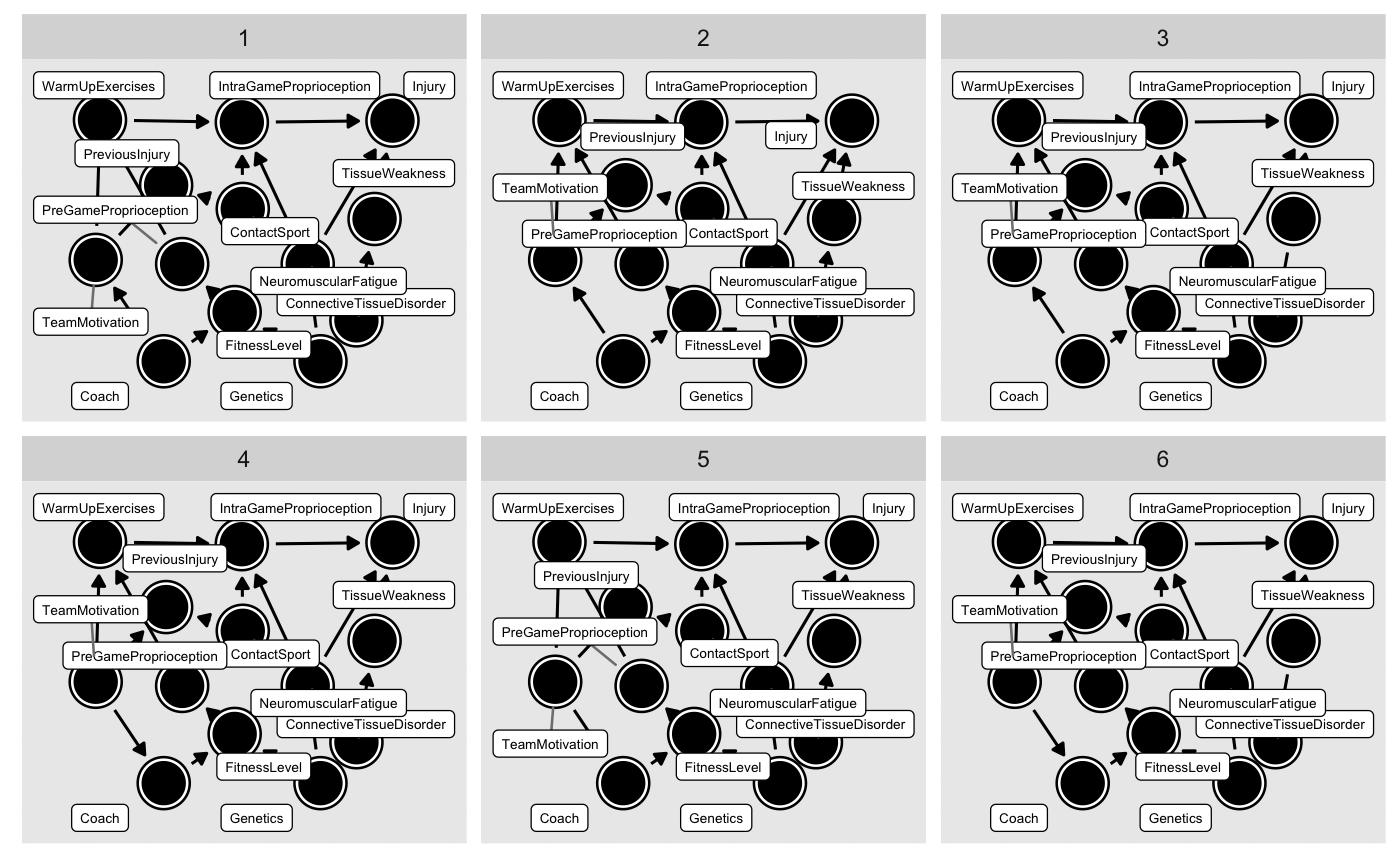 1
WarmUpExercises
IntraGameProprioception
Injury
PreviousInjury
TissueWeakness
PreGameProprioception
ContactSport
NeuromuscularFatigue
ConnectiveTissueDisorder
TeamMotivation
FitnessLevel
Coach
Genetics
2
WarmUpExercises
IntraGameProprioception
PreviousInjury
Injury
TeamMotivation
TissueWeakness
PreGameProprioception
ContactSport
NeuromuscularFatigue
ConnectiveTissueDisorder
FitnessLevel
Coach
Genetics
3
WarmUpExercises
IntraGameProprioception
Injury
PreviousInjury
TissueWeakness
TeamMotivation
PreGameProprioception
ContactSport
NeuromuscularFatigue
ConnectiveTissueDisorder
FitnessLevel
Coach
Genetics
4
WarmUpExercises
IntraGameProprioception
Injury
PreviousInjury
TissueWeakness
TeamMotivation
PreGameProprioception
ContactSport
NeuromuscularFatigue
ConnectiveTissueDisorder
FitnessLevel
Coach
Genetics
5
WarmUpExercises
IntraGameProprioception
Injury
PreviousInjury
TissueWeakness
PreGameProprioception
ContactSport
NeuromuscularFatigue
ConnectiveTissueDisorder
TeamMotivation
FitnessLevel
Coach
Genetics
6
WarmUpExercises
IntraGameProprioception
Injury
PreviousInjury
TissueWeakness
TeamMotivation
PreGameProprioception
ContactSport
NeuromuscularFatigue
ConnectiveTissueDisorder
FitnessLevel
Coach
Genetics